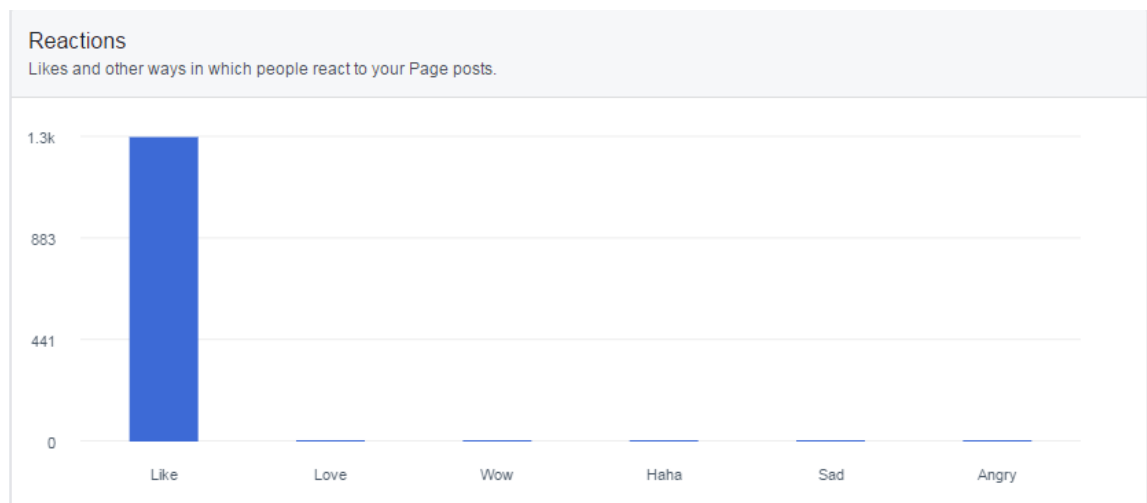 Reactions
Likes and other ways in which people react to your Page posts.
1.3k
883
441
0
Like Love Wow Haha Sad Angry